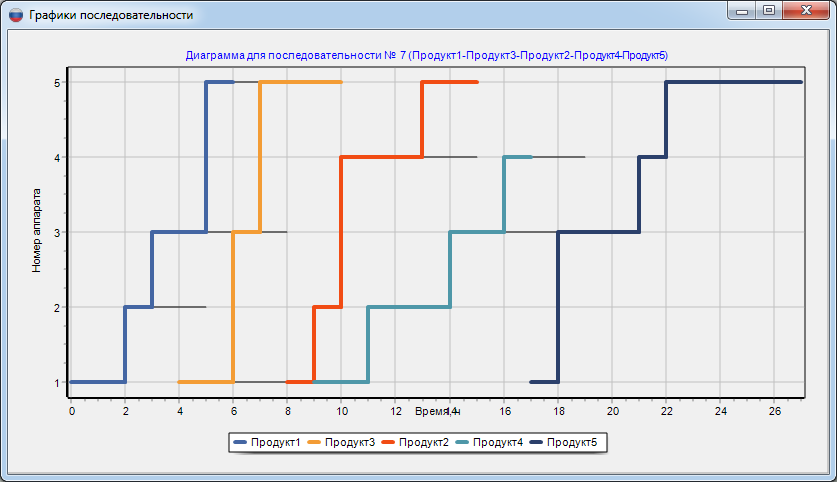 Графики последовательности
Диаграмма для последовательности № 7 (Продукт1-Продукт3-Продукт2-Продукт4-Продукт5)
Номер аппарата
5
4
3
2
1
0 2 4 6 8 10 12 14 16 18 20 22 24 26
Время, ч
Продукт1 Продукт3 Продукт2 Продукт4 Продукт5